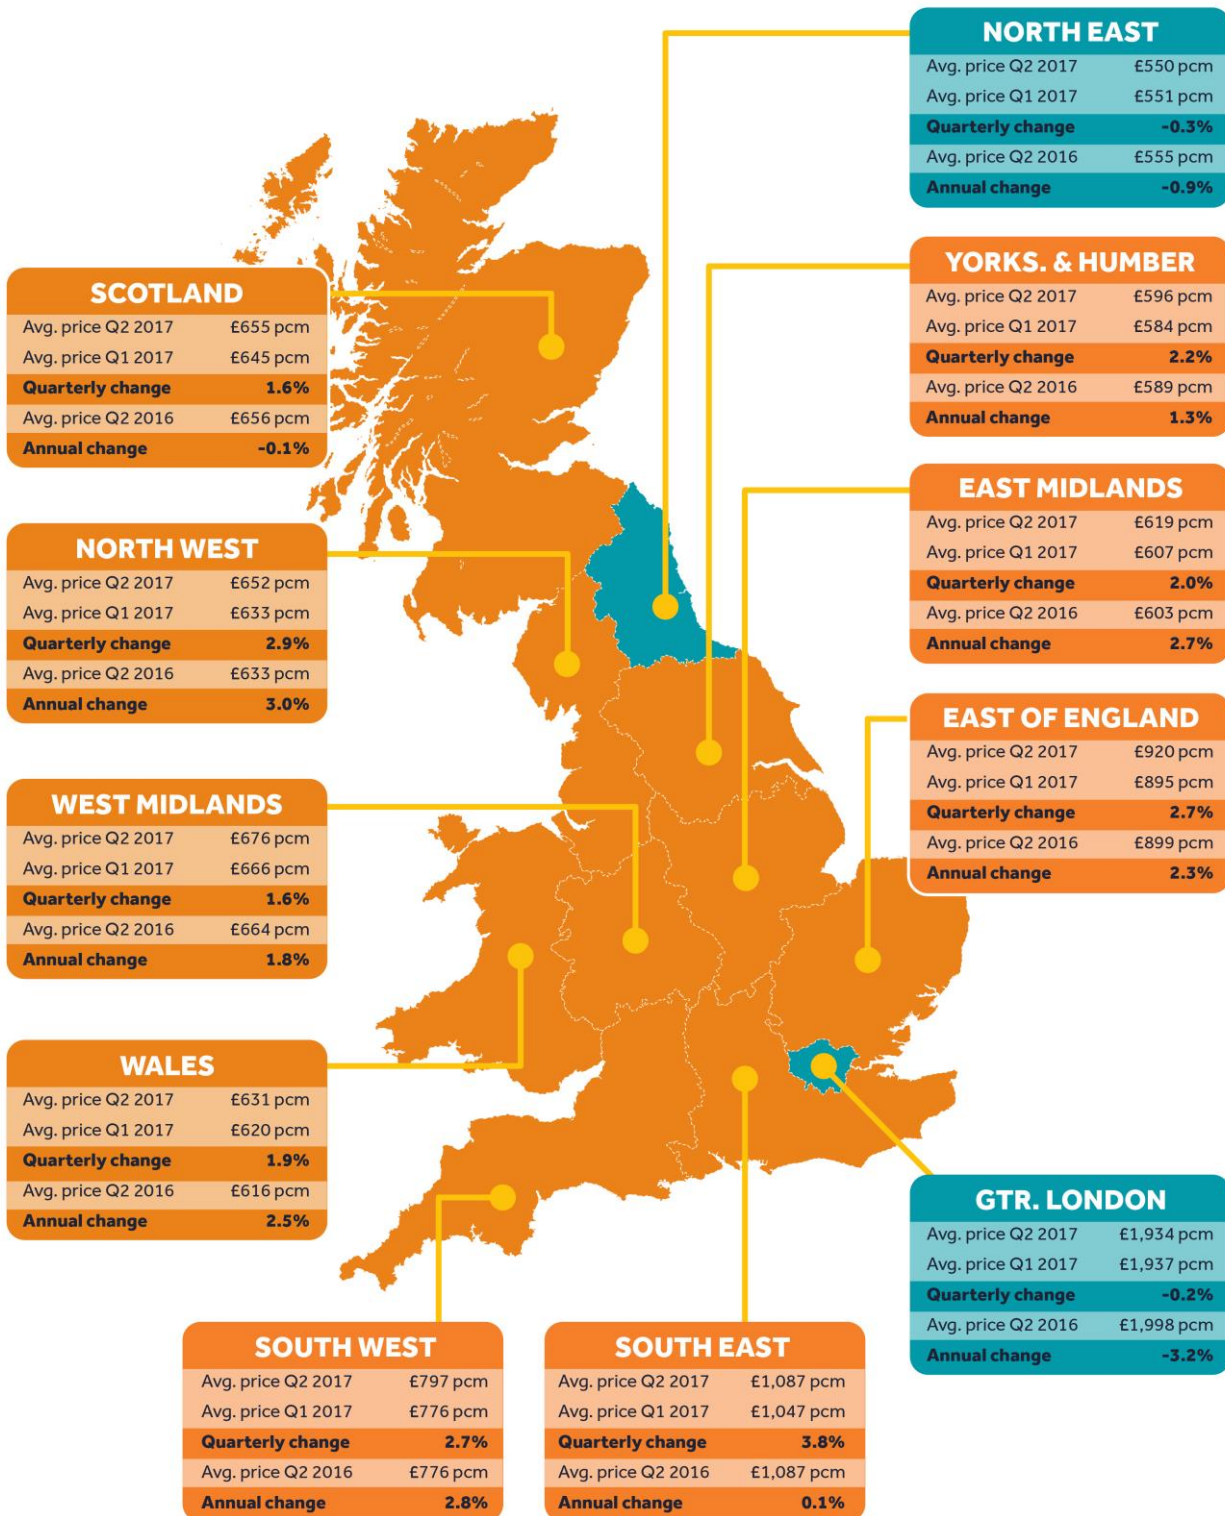 NORTH EAST
Avg. price Q2 2017 £550 pcm
Avg. price Q1 2017 £551 pcm
Quarterly change -0.3%
Avg. price Q2 2016 £555 pcm
Annual change -0.9%
YORKS. & HUMBER
Avg. price Q2 2017 £596 pcm
Avg. price Q1 2017 £584 pcm
Quarterly change 2.2%
Avg. price Q2 2016 £589 pcm
Annual change 1.3%
SCOTLAND
Avg. price Q2 2017 £655 pcm
Avg. price Q1 2017 £645 pcm
Quarterly change 1.6%
Avg. price Q2 2016 £656 pcm
Annual change -0.1%
EAST MIDLANDS
Avg. price Q2 2017 £619 pcm
Avg. price Q1 2017 £607 pcm
Quarterly change 2.0%
Avg. price Q2 2016 £603 pcm
Annual change 2.7%
NORTH WEST
Avg. price Q2 2017 £652 pcm
Avg. price Q1 2017 £633 pcm
Quarterly change 2.9%
Avg. price Q2 2016 £633 pcm
Annual change 3.0%
EAST OF ENGLAND
Avg. price Q2 2017 £920 pcm
Avg. price Q1 2017 £895 pcm
Quarterly change 2.7%
Avg. price Q2 2016 £899 pcm
Annual change 2.3%
WEST MIDLANDS
Avg. price Q2 2017 £676 pcm
Avg. price Q1 2017 £666 pcm
Quarterly change 1.6%
Avg. price Q2 2016 £664 pcm
Annual change 1.8%
WALES
Avg. price Q2 2017 £631 pcm
Avg. price Q1 2017 £620 pcm
Quarterly change 1.9%
Avg. price Q2 2016 £616 pcm
Annual change 2.5%
GTR. LONDON
Avg. price Q2 2017 £1,934 pcm
Avg. price Q1 2017 £1,937 pcm
Quarterly change -0.2%
Avg. price Q2 2016 £1,998 pcm
Annual change -3.2%
SOUTH WEST
Avg. price Q2 2017 £797 pcm
Avg. price Q1 2017 £776 pcm
Quarterly change 2.7%
Avg. price Q2 2016 £776 pcm
Annual change 2.8%
SOUTH EAST
Avg. price Q2 2017 £1,087 pcm
Avg. price Q1 2017 £1,047 pcm
Quarterly change 3.8%
Avg. price Q2 2016 £1,087 pcm
Annual change 0.1%